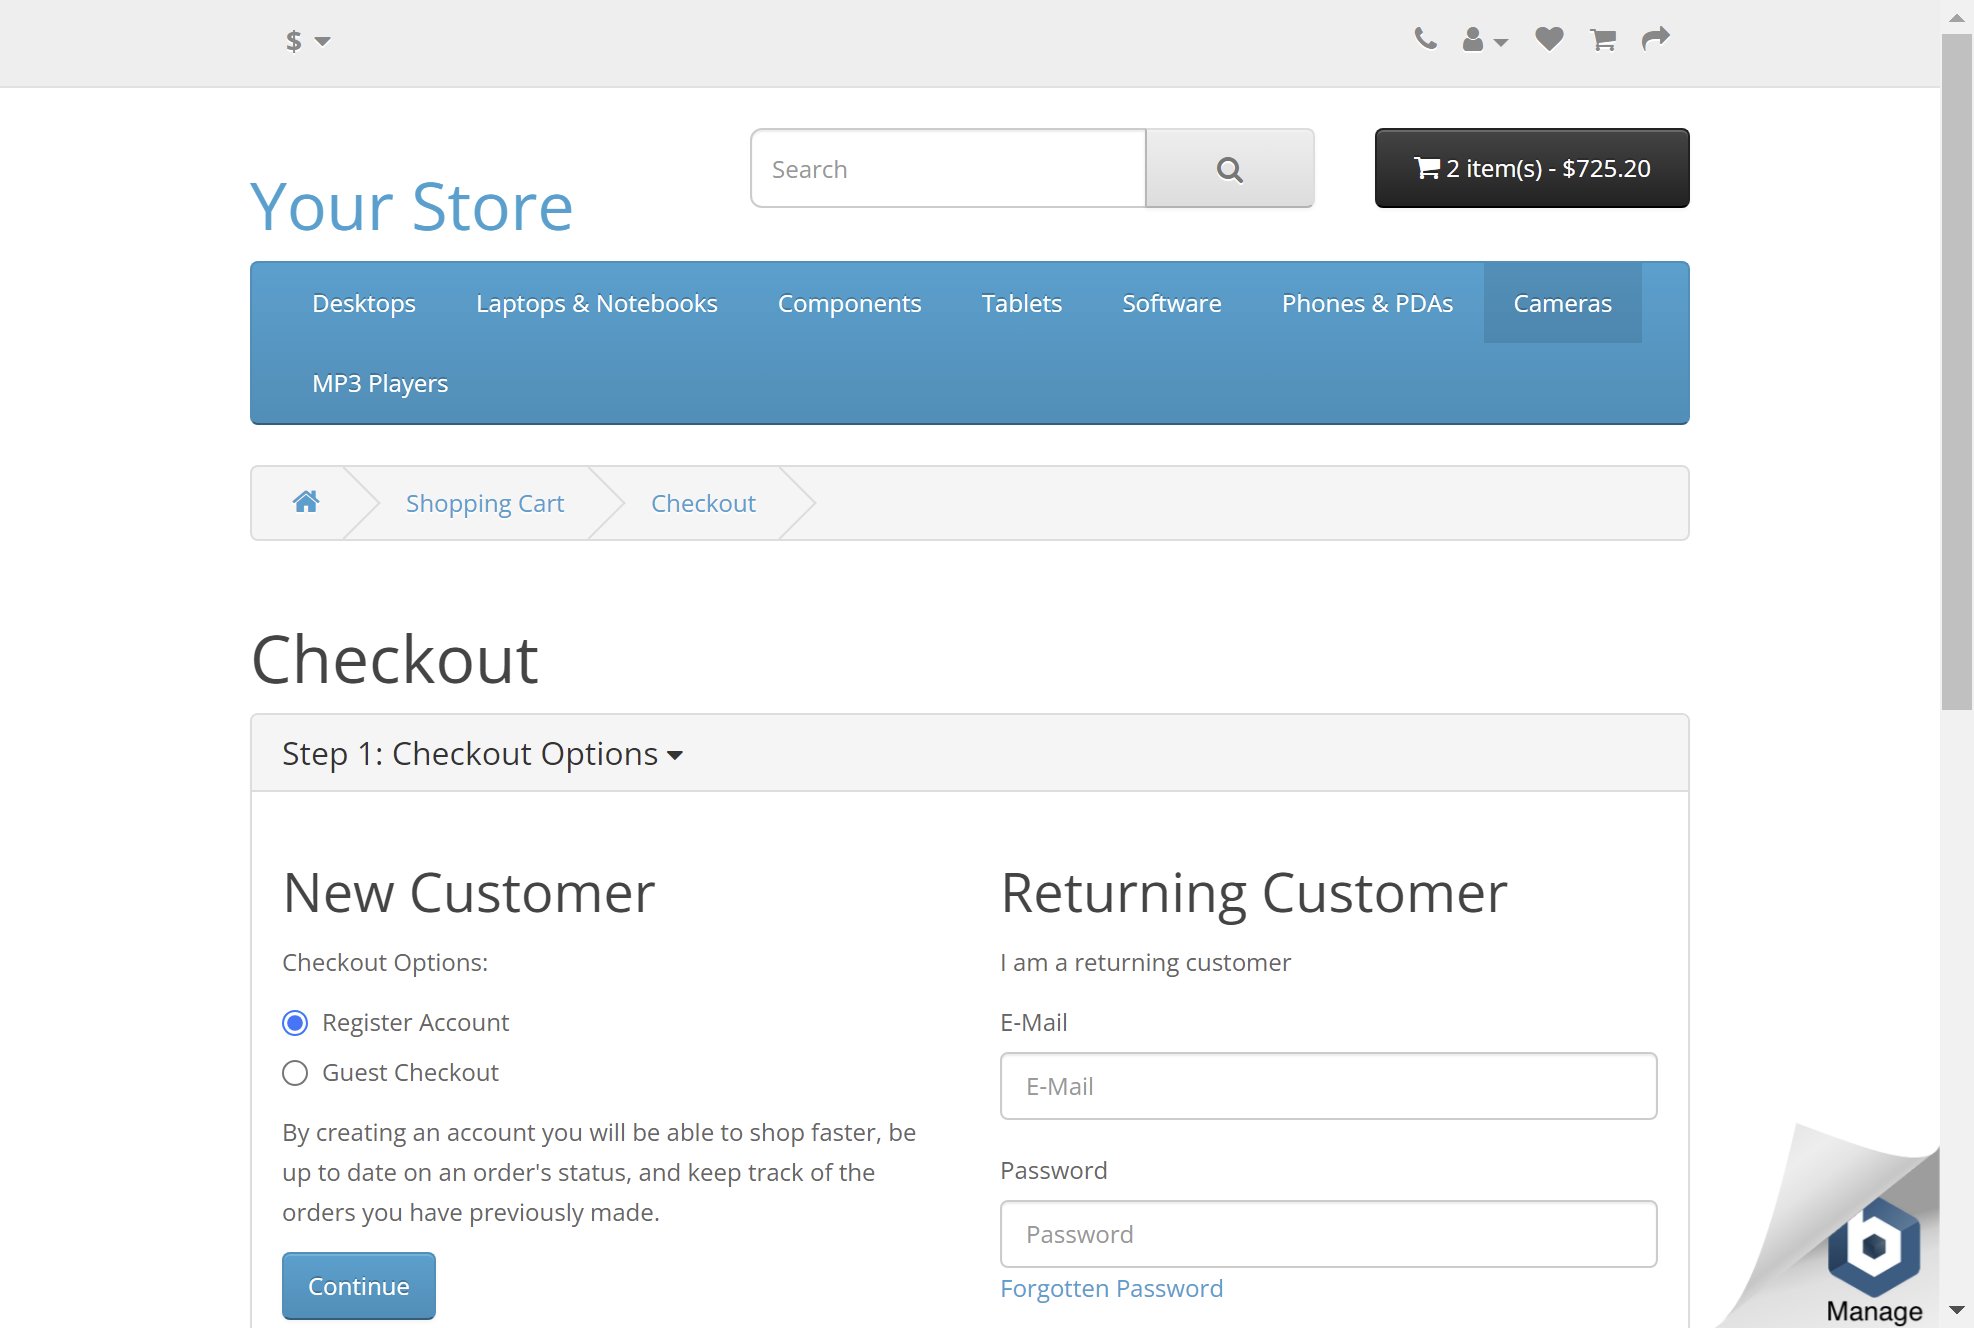 $
Search
2 item(s) - $725.20
Your Store
Desktops
Laptops & Notebooks
Components
Tablets
Software
Phones & PDAs
Cameras
MP3 Players
Shopping Cart
Checkout
Checkout
Step 1: Checkout Options
New Customer
Checkout Options:
Register Account
Guest Checkout
By creating an account you will be able to shop faster, be
up to date on an order's status, and keep track of the
orders you have previously made.
Continue
Returning Customer
I am a returning customer
E-Mail
E-Mail
Password
Password
Forgotten Password
b
Manage